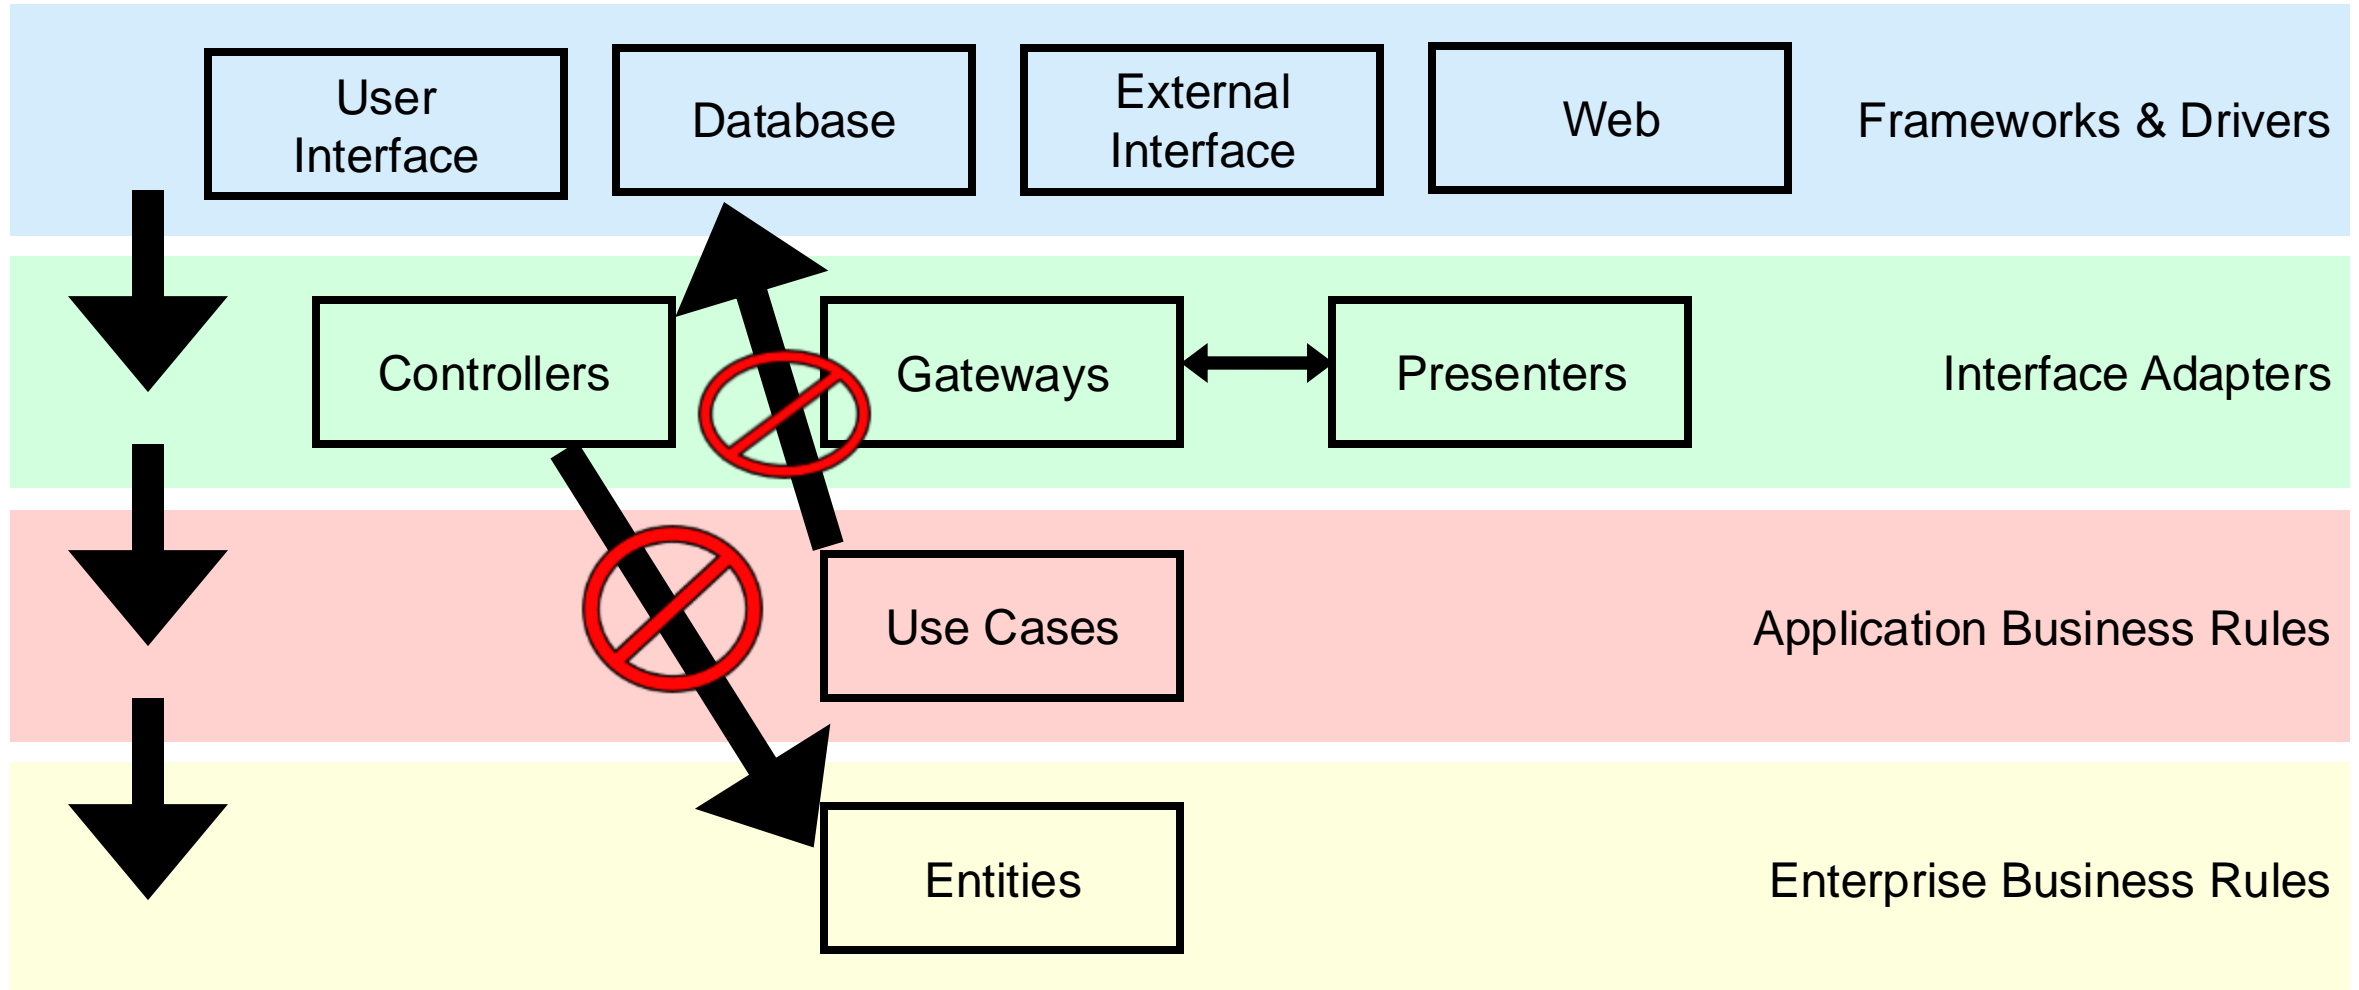 User
Interface
Database
External
Interface
Web
Frameworks & Drivers
Controllers
Gateways
Presenters
Interface Adapters
Use Cases
Application Business Rules
Entities
Enterprise Business Rules